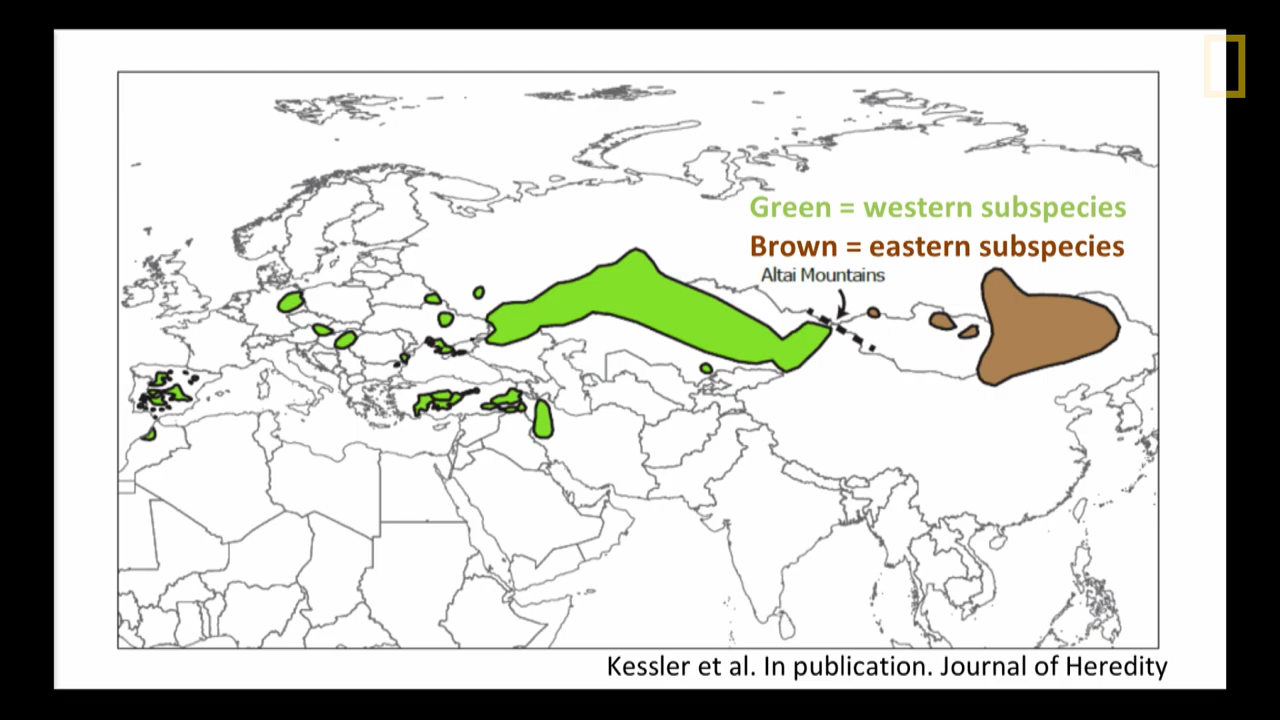 Green = western subspecies
Brown = eastern subspecies
Altai Mountains
Kessler et al. In publication. Journal of Heredity